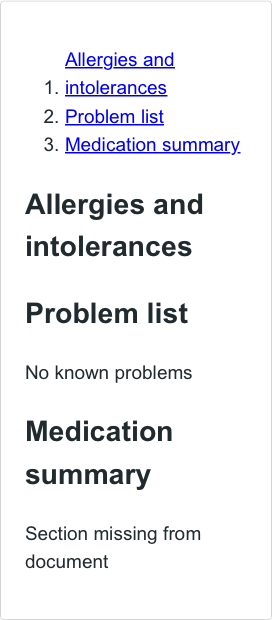 Allergies and
1. intolerances
2. Problem list
3. Medication summary
Allergies and
intolerances
Problem list
No known problems
Medication
summary
Section missing from
document